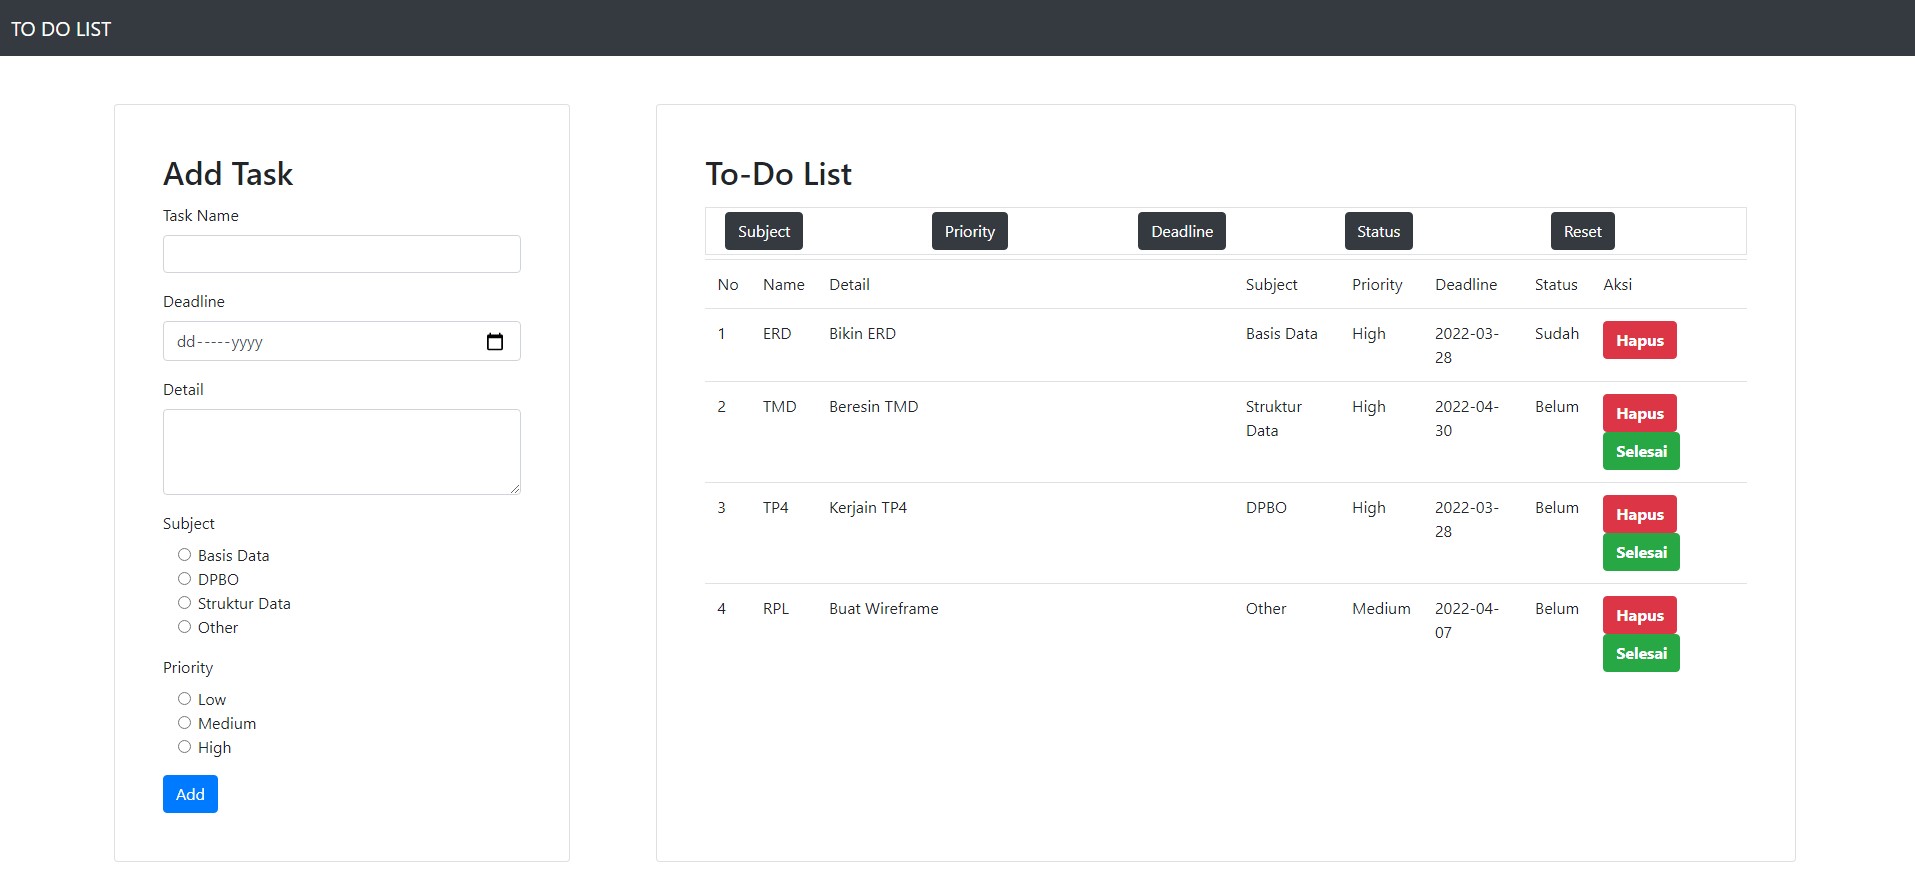 TO DO LIST
Add Task
Task Name
Deadline
dd-----yyyy
Detail
Subject
Basis Data
DPBO
Struktur Data
Other
Priority
Low
Medium
High
Add
To-Do List
Subject Priority Deadline Status Reset
No Name Detail Subject Priority Deadline Status Aksi
1 ERD Bikin ERD Basis Data High 2022-03- Sudah Hapus
28
2 TMD Beresin TMD Struktur High 2022-04- Belum Hapus
Data 30 Selesai
3 TP4 Kerjain TP4 DPBO High 2022-03- Belum Hapus
28 Selesai
4 RPL Buat Wireframe Other Medium 2022-04- Belum Hapus
07 Selesai